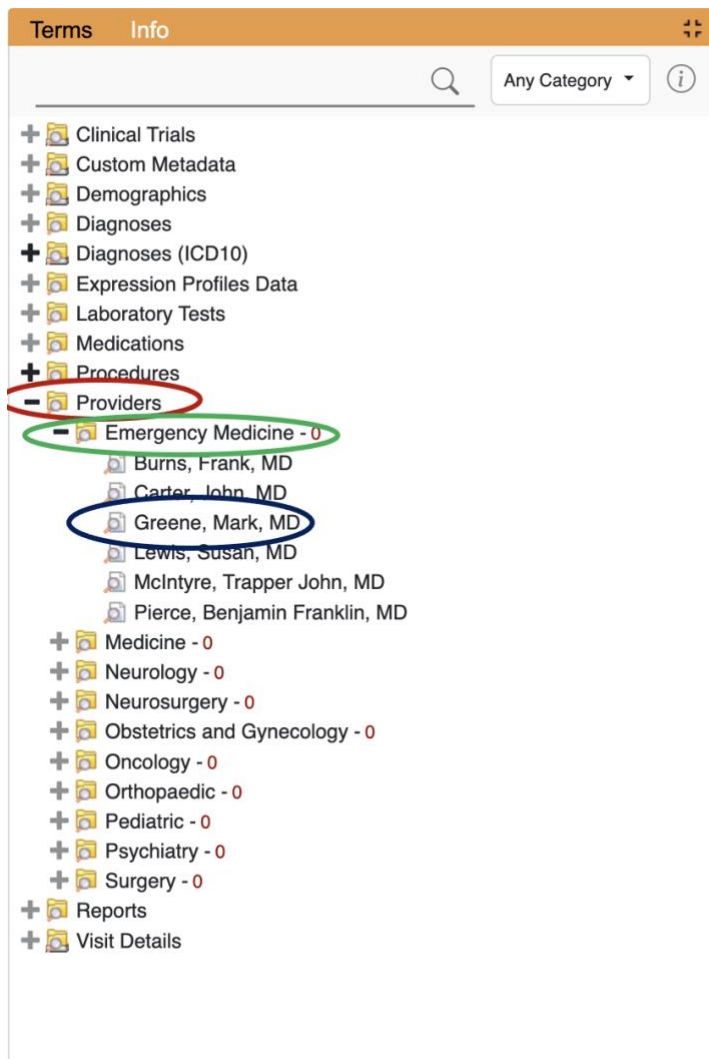 Terms Info
Any Category
Clinical Trials
Custom Metadata
Demographics
Diagnoses
Diagnoses (ICD10)
Expression Profiles Data
Laboratory Tests
Medications
Procedures
Providers
Emergency Medicine - 0
Burns, Frank, MD
Carter, John, MD
Greene, Mark, MD
Lewis, Susan, MD
McIntyre, Trapper John, MD
Pierce, Benjamin Franklin, MD
Medicine - 0
Neurology - 0
Neurosurgery - 0
Obstetrics and Gynecology - 0
Oncology - 0
Orthopaedic - 0
Pediatric - 0
Psychiatry - 0
Surgery - 0
Reports
Visit Details